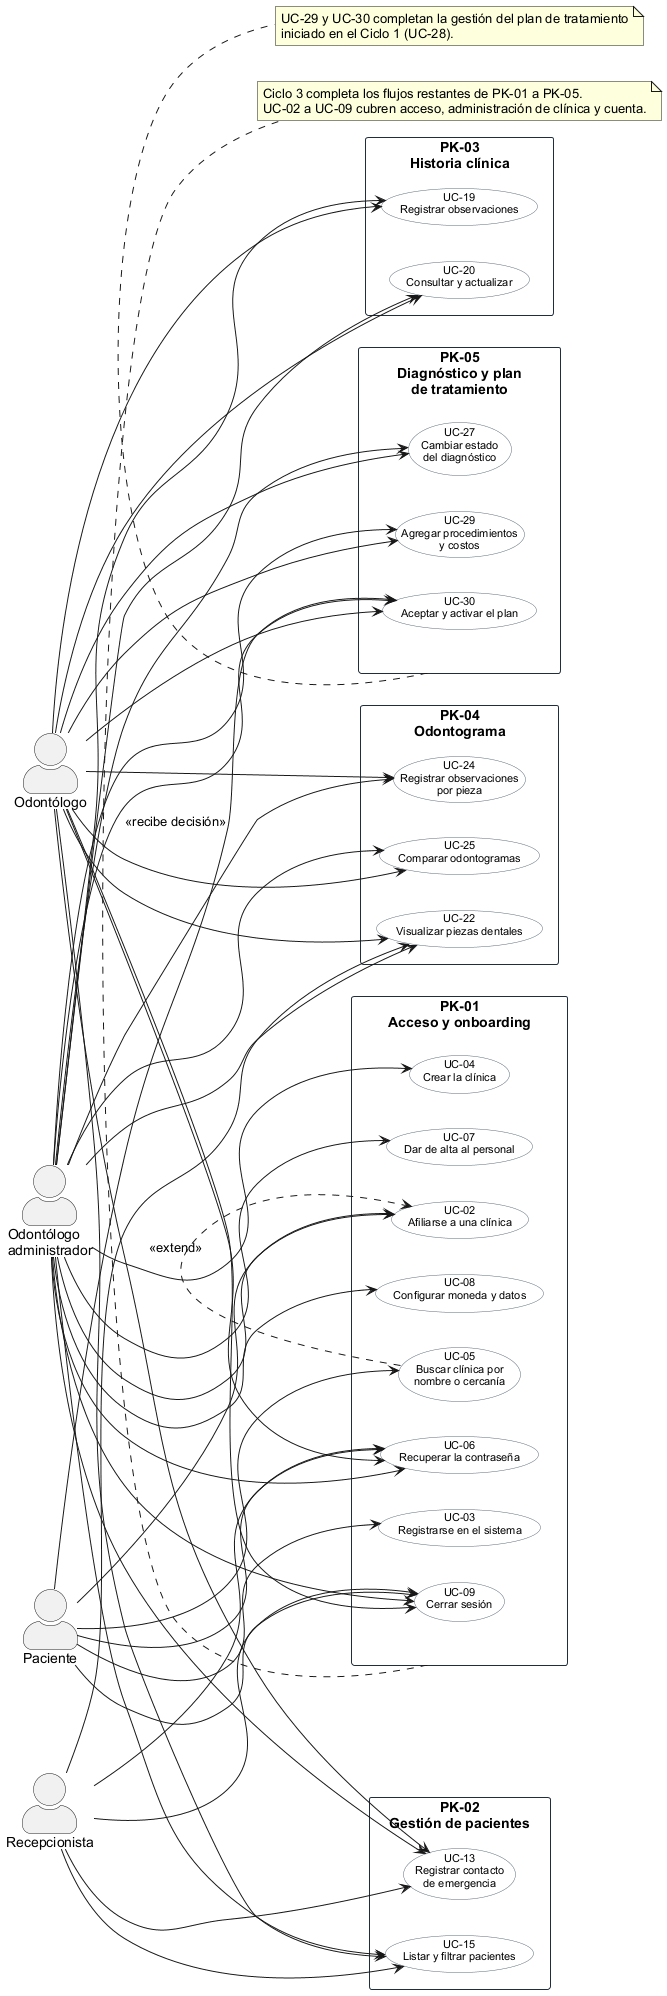 UC-29 y UC-30 completan la gestión del plan de tratamiento
iniciado en el Ciclo 1 (UC-28).
Ciclo 3 completa los flujos restantes de PK-01 a PK-05.
UC-02 a UC-09 cubren acceso, administración de clínica y cuenta.
PK-03
Historia clínica
UC-19
Registrar observaciones
UC-20
Consultar y actualizar
PK-05
Diagnóstico y plan
de tratamiento
UC-27
Cambiar estado
del diagnóstico
UC-29
Agregar procedimientos
y costos
UC-30
Aceptar y activar el plan
PK-04
Odontograma
UC-24
Registrar observaciones
por pieza
Odontólogo
«recibe decisión»
UC-25
Comparar odontogramas
UC-22
Visualizar piezas dentales
PK-01
Acceso y onboarding
UC-04
Crear la clínica
UC-07
Dar de alta al personal
UC-02
Afiliarse a una clínica
Odontólogo
administrador
«extend»
UC-08
Configurar moneda y datos
UC-05
Buscar clínica por
nombre o cercanía
UC-06
Recuperar la contraseña
UC-03
Registrarse en el sistema
UC-09
Cerrar sesión
Paciente
Recepcionista
PK-02
Gestión de pacientes
UC-13
Registrar contacto
de emergencia
UC-15
Listar y filtrar pacientes